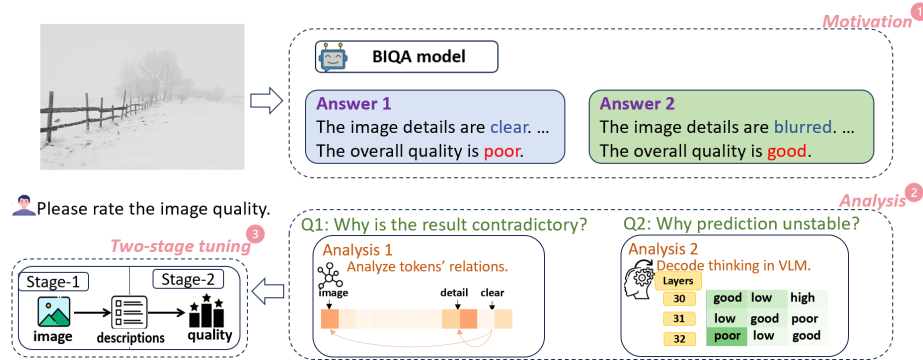 Motivation 1
BIQA model
Answer 1
The image details are clear. ...
The overall quality is poor.
Answer 2
The image details are blurred. ...
The overall quality is good.
Please rate the image quality.
Analysis 2
Q1: Why is the result contradictory?
Analysis 1
Analyze tokens' relations.
image
detail
clear
Q2: Why prediction unstable?
Analysis 2
Decode thinking in VLM.
Layers
30 good low high
31 low good poor
32 poor low good
Two-stage tuning 3
Stage-1
Stage-2
image
descriptions
quality